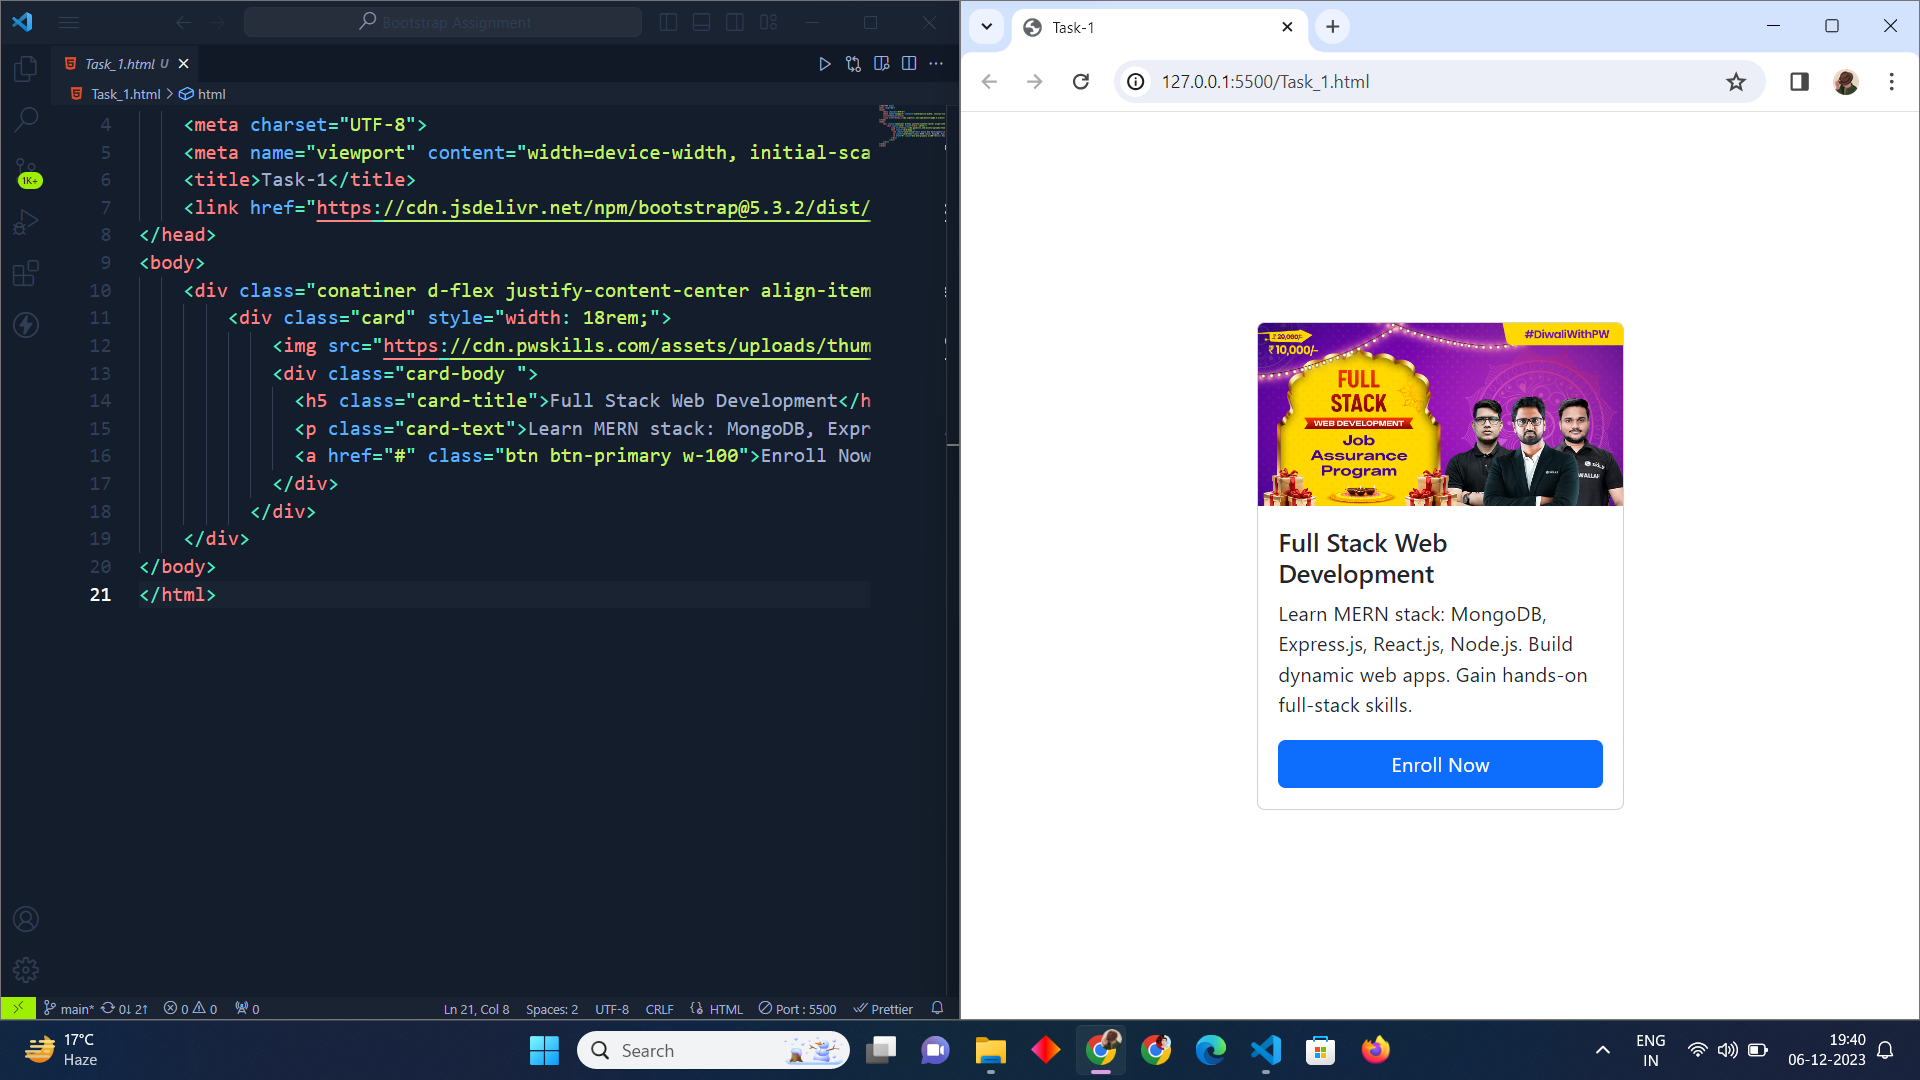 Bootstrap Assignment
Task_1.html U
Task_1.html > html
1K+
4 <meta charset="UTF-8">
5 <meta name="viewport" content="width=device-width, initial-sca
6 <title>Task-1</title>
7 <link href="https://cdn.jsdelivr.net/npm/bootstrap@5.3.2/dist/
8 </head>
9 <body>
10 <div class="conatiner d-flex justify-content-center align-item
11 <div class="card" style="width: 18rem;">
12 <img src="https://cdn.pwskills.com/assets/uploads/thum
13 <div class="card-body ">
14 <h5 class="card-title">Full Stack Web Development</h
15 <p class="card-text">Learn MERN stack: MongoDB, Expr
16 <a href="#" class="btn btn-primary w-100">Enroll Now
17 </div>
18 </div>
19 </div>
20 </body>
21 </html>
main* 0↓ 2↑ 0 0 0 Ln 21, Col 8 Spaces: 2 UTF-8 CRLF HTML Port : 5500 Prettier
Task-1
127.0.0.1:5500/Task_1.html
#DiwaliWithPW
₹ 20,000/-
₹ 10,000/-
FULL
STACK
WEB DEVELOPMENT
Job
Assurance
Program
Full Stack Web
Development
Learn MERN stack: MongoDB,
Express.js, React.js, Node.js. Build
dynamic web apps. Gain hands-on
full-stack skills.
Enroll Now
17°C
Haze
Search
ENG
IN
19:40
06-12-2023